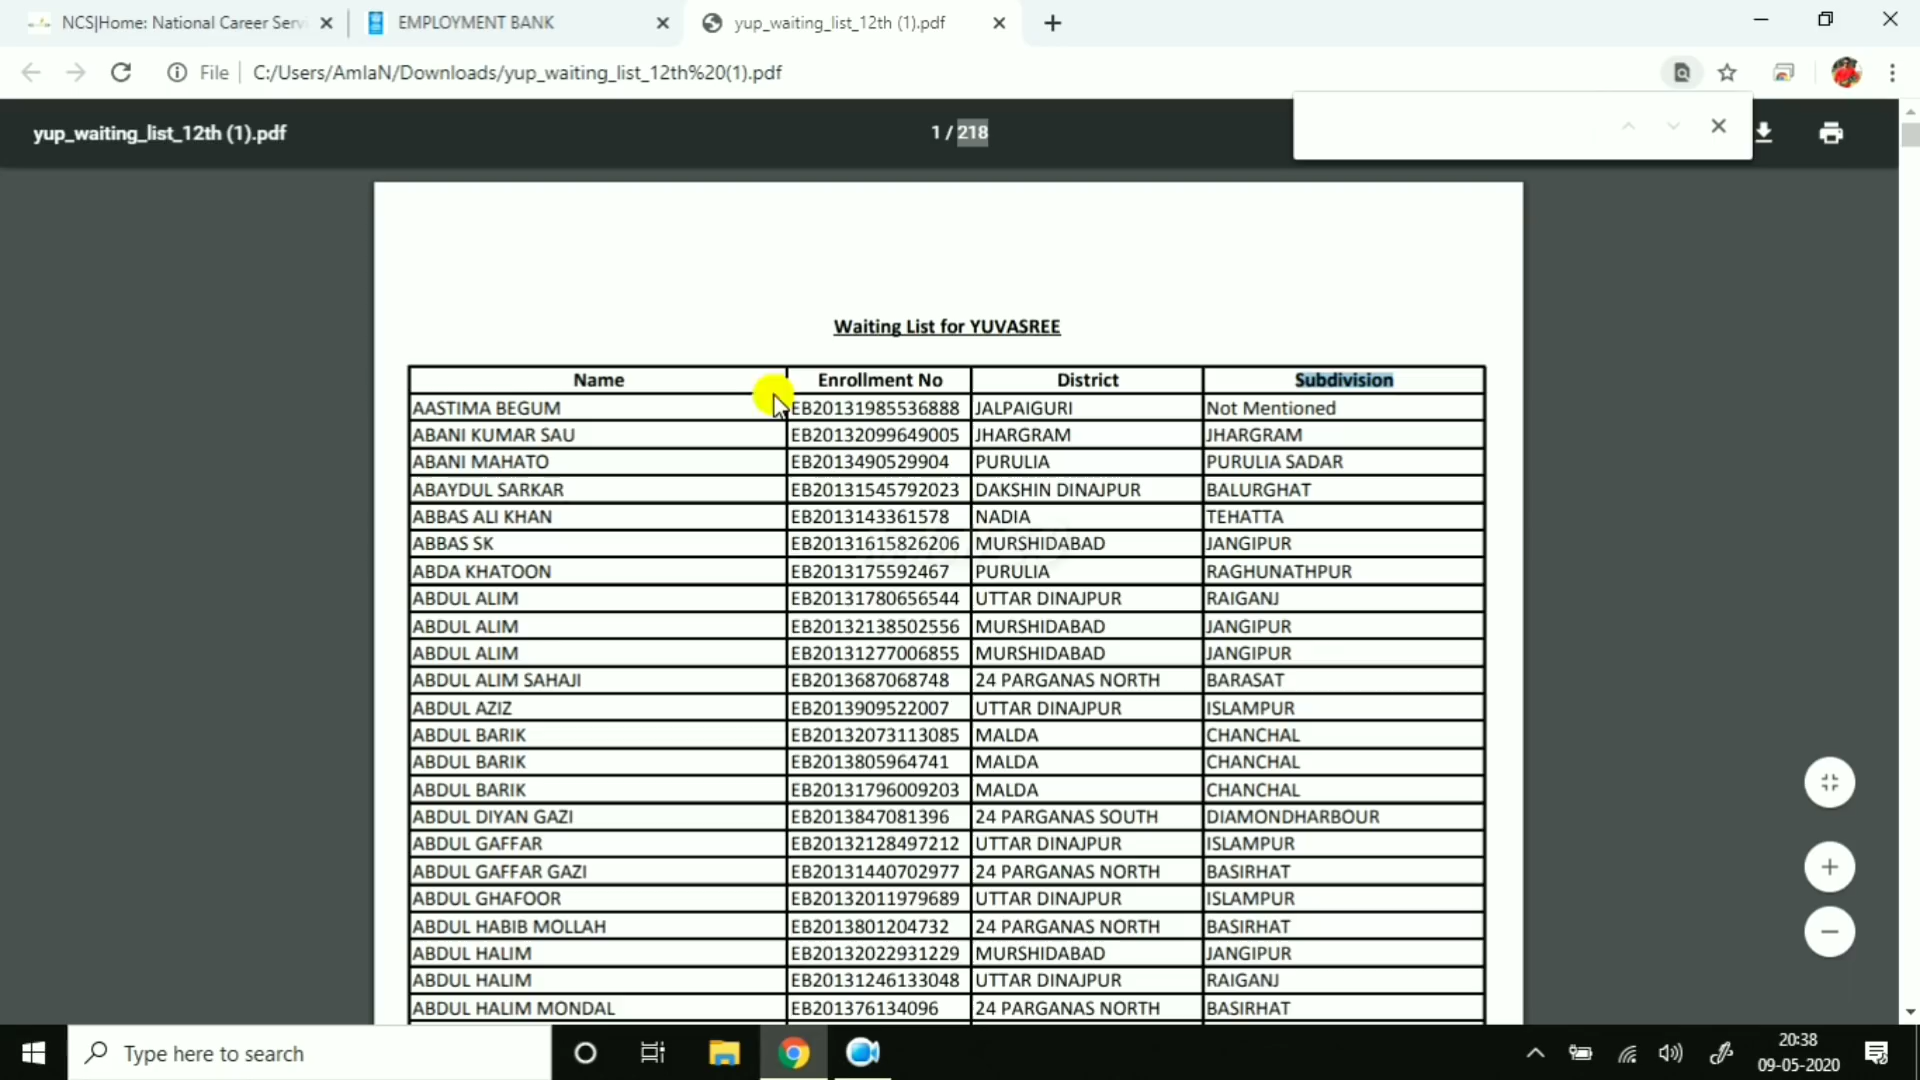 NCS|Home: National Career Serv
EMPLOYMENT BANK
yup_waiting_list_12th (1).pdf
File
C:/Users/AmlaN/Downloads/yup_waiting_list_12th%20(1).pdf
yup_waiting_list_12th (1).pdf
1 / 218
Waiting List for YUVASREE
Name Enrollment No District Subdivision
AASTIMA BEGUM EB20131985536888 JALPAIGURI Not Mentioned
ABANI KUMAR SAU EB20132099649005 JHARGRAM JHARGRAM
ABANI MAHATO EB2013490529904 PURULIA PURULIA SADAR
ABAYDUL SARKAR EB20131545792023 DAKSHIN DINAJPUR BALURGHAT
ABBAS ALI KHAN EB2013143361578 NADIA TEHATTA
ABBAS SK EB20131615826206 MURSHIDABAD JANGIPUR
ABDA KHATOON EB2013175592467 PURULIA RAGHUNATHPUR
ABDUL ALIM EB20131780656544 UTTAR DINAJPUR RAIGANJ
ABDUL ALIM EB20132138502556 MURSHIDABAD JANGIPUR
ABDUL ALIM EB20131277006855 MURSHIDABAD JANGIPUR
ABDUL ALIM SAHAJI EB2013687068748 24 PARGANAS NORTH BARASAT
ABDUL AZIZ EB2013909522007 UTTAR DINAJPUR ISLAMPUR
ABDUL BARIK EB20132073113085 MALDA CHANCHAL
ABDUL BARIK EB2013805964741 MALDA CHANCHAL
ABDUL BARIK EB20131796009203 MALDA CHANCHAL
ABDUL DIYAN GAZI EB2013847081396 24 PARGANAS SOUTH DIAMONDHARBOUR
ABDUL GAFFAR EB20132128497212 UTTAR DINAJPUR ISLAMPUR
ABDUL GAFFAR GAZI EB20131440702977 24 PARGANAS NORTH BASIRHAT
ABDUL GHAFOOR EB20132011979689 UTTAR DINAJPUR ISLAMPUR
ABDUL HABIB MOLLAH EB2013801204732 24 PARGANAS NORTH BASIRHAT
ABDUL HALIM EB20132022931229 MURSHIDABAD JANGIPUR
ABDUL HALIM EB20131246133048 UTTAR DINAJPUR RAIGANJ
ABDUL HALIM MONDAL EB201376134096 24 PARGANAS NORTH BASIRHAT
Type here to search
20:38
09-05-2020